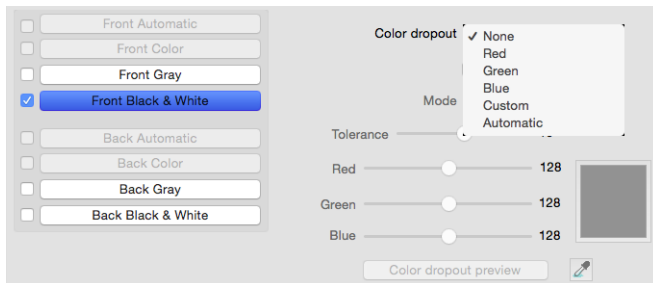 Front Automatic
Front Color
Front Gray
Front Black & White
Back Automatic
Back Color
Back Gray
Back Black & White
Color dropout
✓ None
Red
Green
Blue
Custom
Automatic
Mode
Tolerance
Red 128
Green 128
Blue 128
Color dropout preview